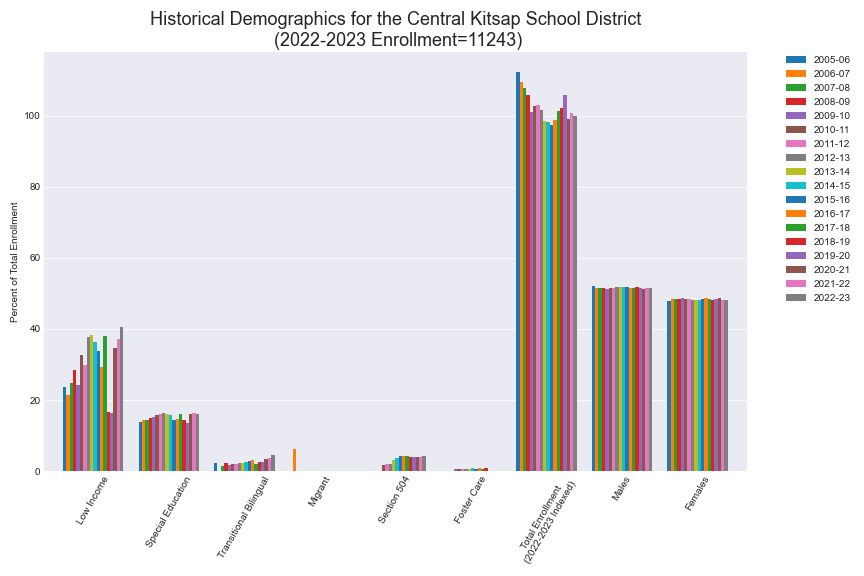 Historical Demographics for the Central Kitsap School District
(2022-2023 Enrollment=11243)
Percent of Total Enrollment
100
80
60
40
20
0
Low Income
Special Education
Transitional Bilingual
Migrant
Section 504
Foster Care
Total Enrollment
(2022-2023 Indexed)
Males
Females
2005-06
2006-07
2007-08
2008-09
2009-10
2010-11
2011-12
2012-13
2013-14
2014-15
2015-16
2016-17
2017-18
2018-19
2019-20
2020-21
2021-22
2022-23